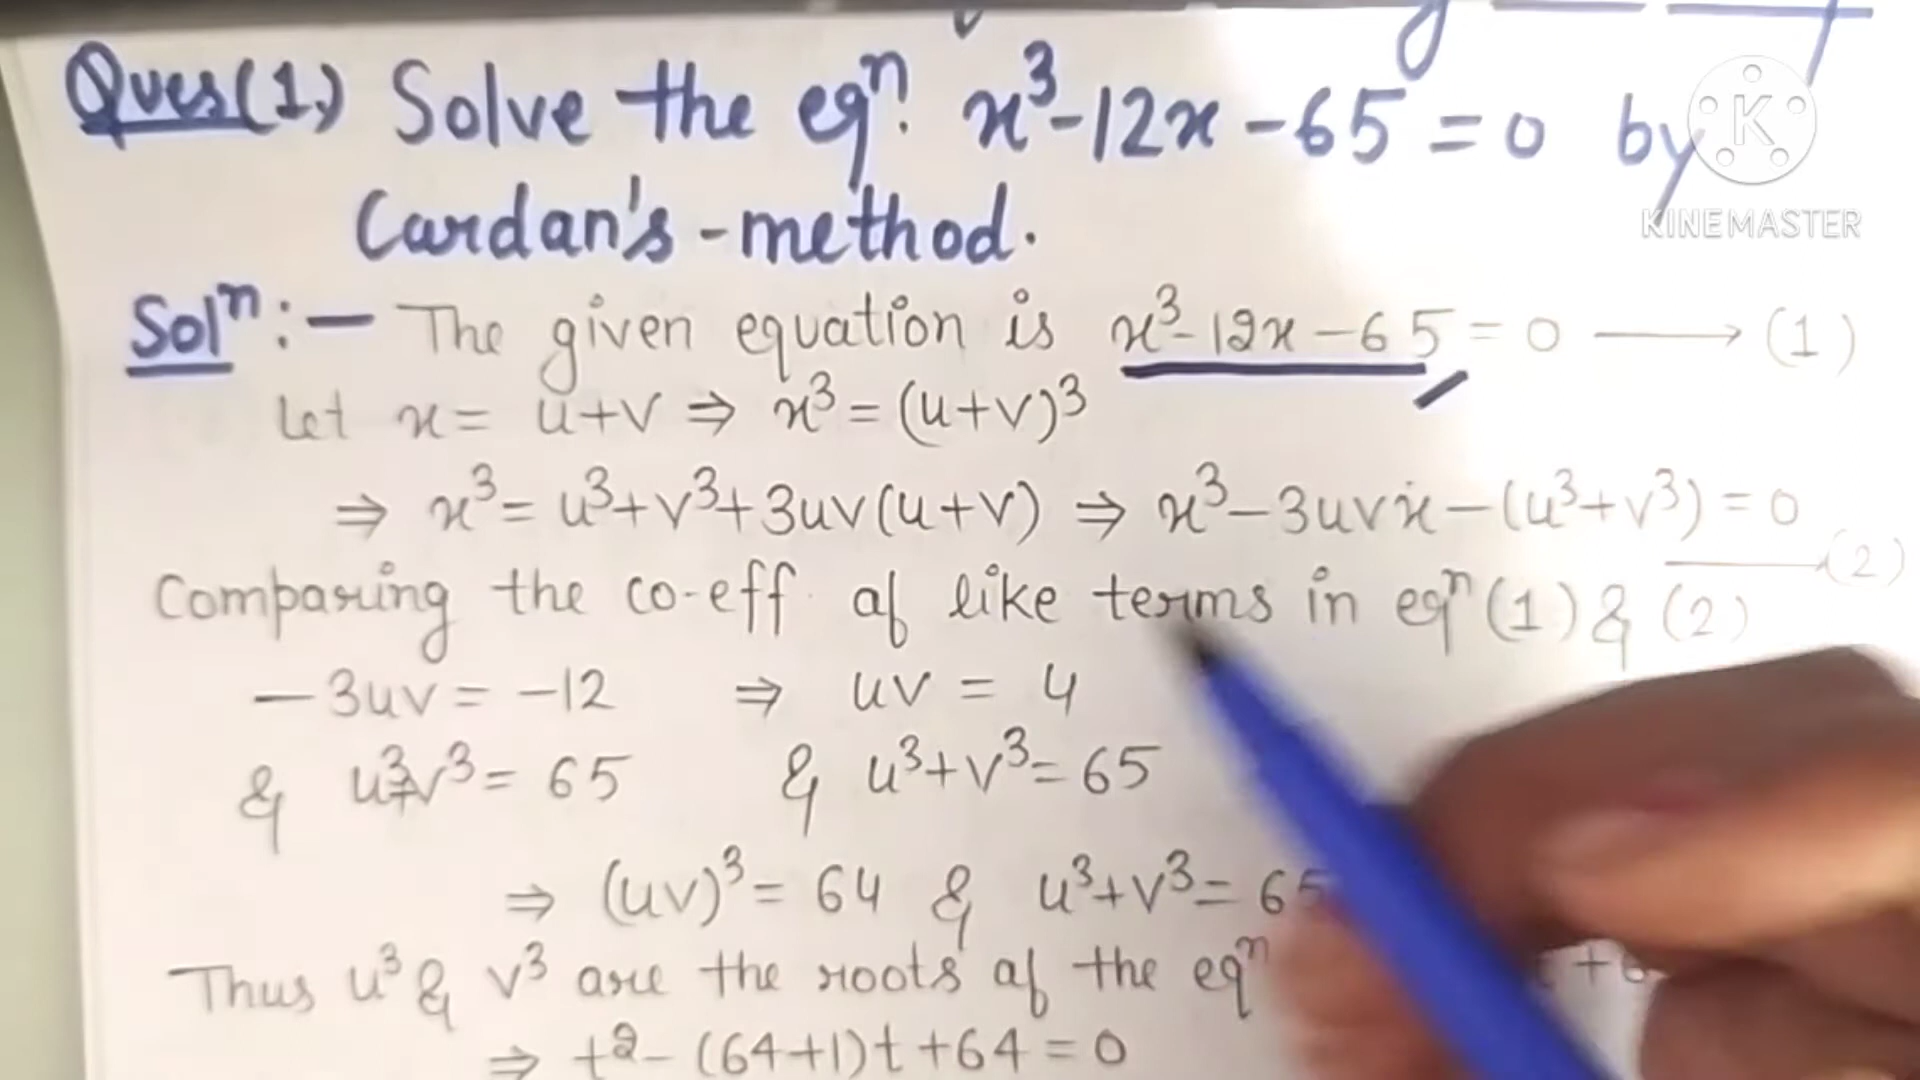 Ques(1.) Solve the eqⁿ. x³-12x-65=0 by
K
KINEMASTER
Cardan's-method.
Solⁿ:- The given equation is x³-12x-65=0 → (1)
Let x = u+v ⇒ x³ = (u+v)³
⇒ x³ = u³+v³+3uv(u+v) ⇒ x³-3uvx-(u³+v³) = 0
→ (2)
Comparing the co-eff. of like terms in eqⁿ (1) & (2)
-3uv = -12 ⇒ uv = 4
& u³+v³ = 65 & u³+v³ = 65
⇒ (uv)³ = 64 & u³+v³ = 65
Thus u³ & v³ are the roots of the eqⁿ
⇒ t²-(64+1)t+64 = 0